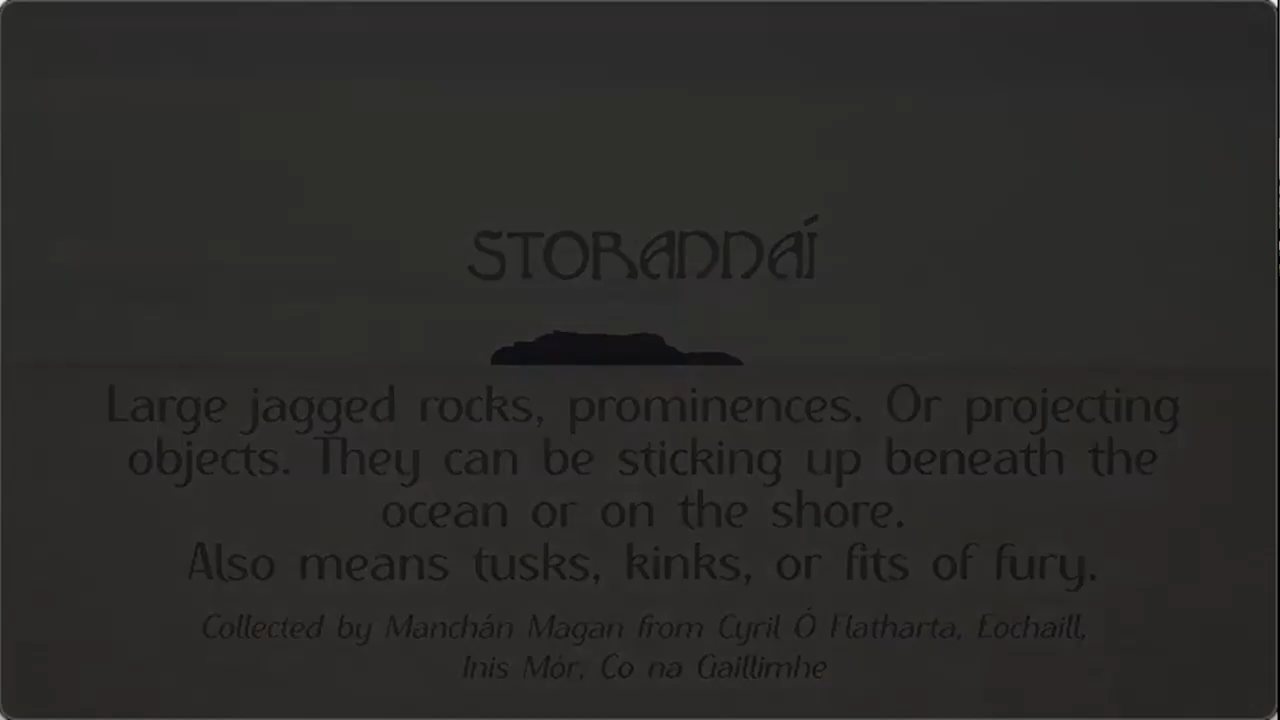 STORANNAÍ
Large jagged rocks, prominences. Or projecting
objects. They can be sticking up beneath the
ocean or on the shore.
Also means tusks, kinks, or fits of fury.
Collected by Manchán Magan from Cyril Ó Flatharta, Eochaill,
Inis Mór, Co na Gaillimhe